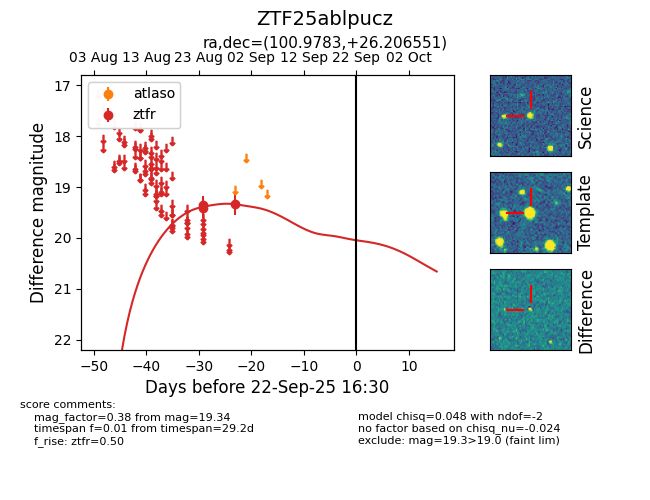 ZTF25ablpucz
ra,dec=(100.9783,+26.206551)
03 Aug 13 Aug 23 Aug 02 Sep 12 Sep 22 Sep 02 Oct
atlaso
ztfr
17
18
19
20
21
22
Difference magnitude
−50 −40 −30 −20 −10 0 10
Days before 22-Sep-25 16:30
Science
Template
Difference
score comments:
mag_factor=0.38 from mag=19.34
timespan f=0.01 from timespan=29.2d
f_rise: ztfr=0.50
model chisq=0.048 with ndof=-2
no factor based on chisq_nu=-0.024
exclude: mag=19.3>19.0 (faint lim)